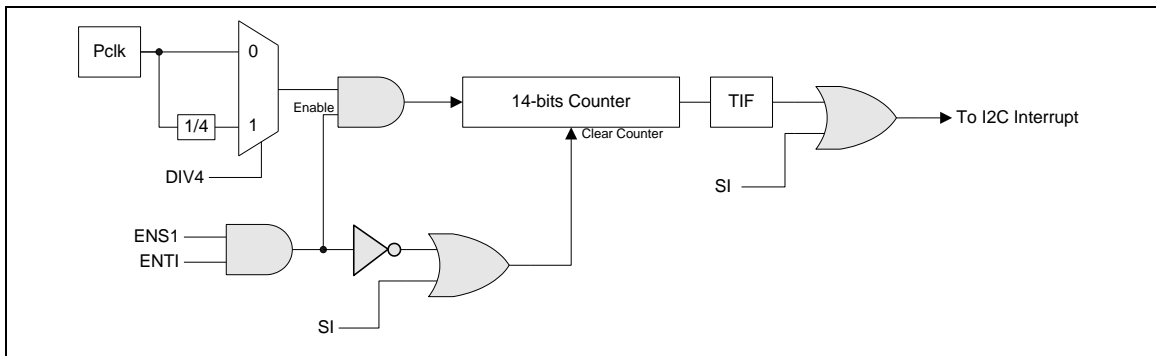 Pclk
0
1/4
1
DIV4
Enable
14-bits Counter
Clear Counter
TIF
SI
To I2C Interrupt
ENS1
ENTI
SI